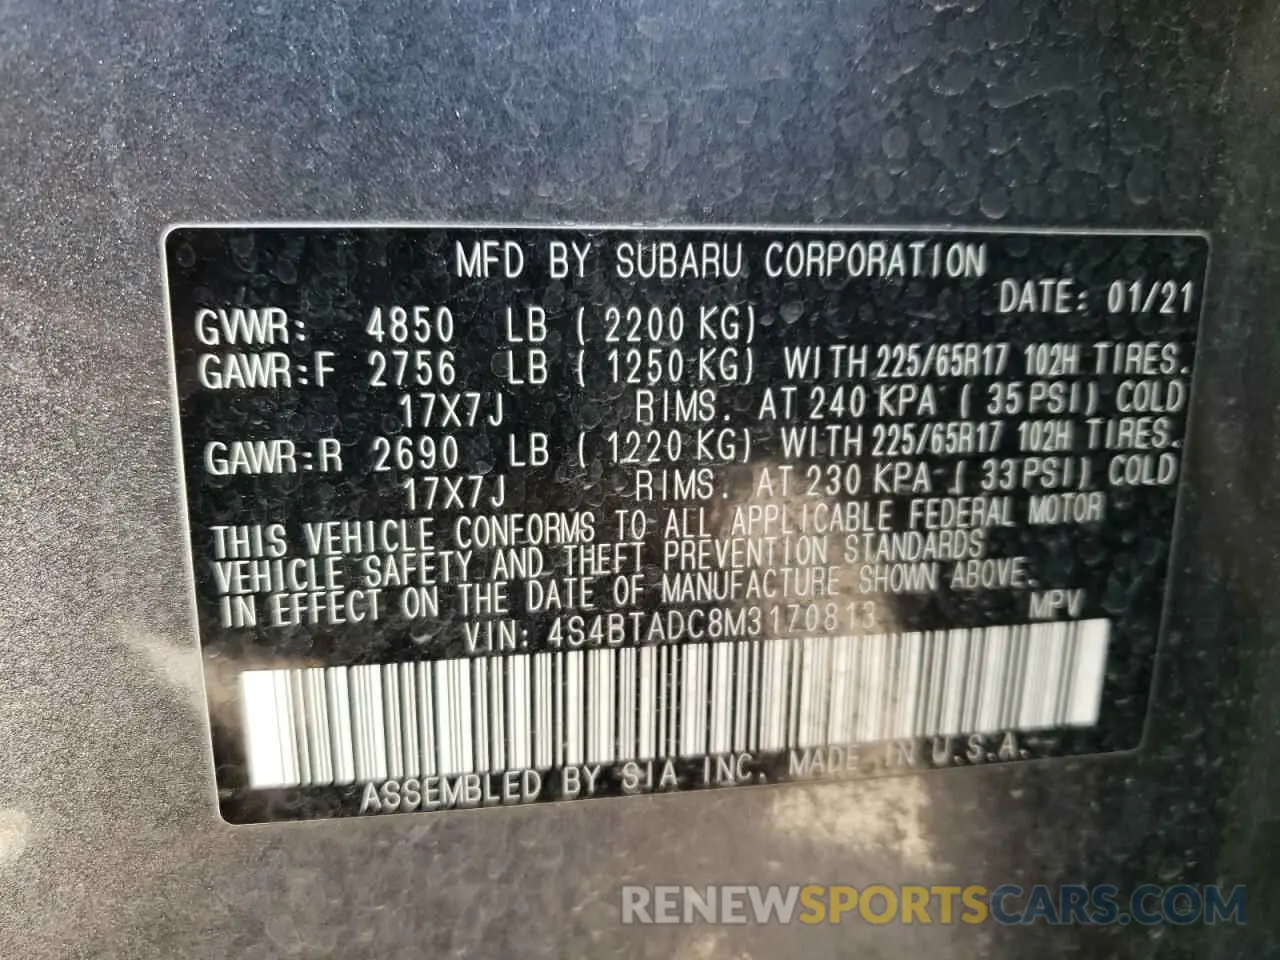 MFD BY SUBARU CORPORATION
DATE: 01/21
GVWR: 4850 LB ( 2200 KG)
GAWR:F 2756 LB ( 1250 KG) WITH 225/65R17 102H TIRES.
17X7J RIMS. AT 240 KPA ( 35 PSI) COLD
GAWR:R 2690 LB ( 1220 KG) WITH 225/65R17 102H TIRES.
17X7J RIMS. AT 230 KPA ( 33 PSI) COLD
THIS VEHICLE CONFORMS TO ALL APPLICABLE FEDERAL MOTOR
VEHICLE SAFETY AND THEFT PREVENTION STANDARDS
IN EFFECT ON THE DATE OF MANUFACTURE SHOWN ABOVE.
VIN: 4S4BTADC8M3170813 MPV
ASSEMBLED BY SIA INC. MADE IN U.S.A.
RENEWSPORTSCARS.COM